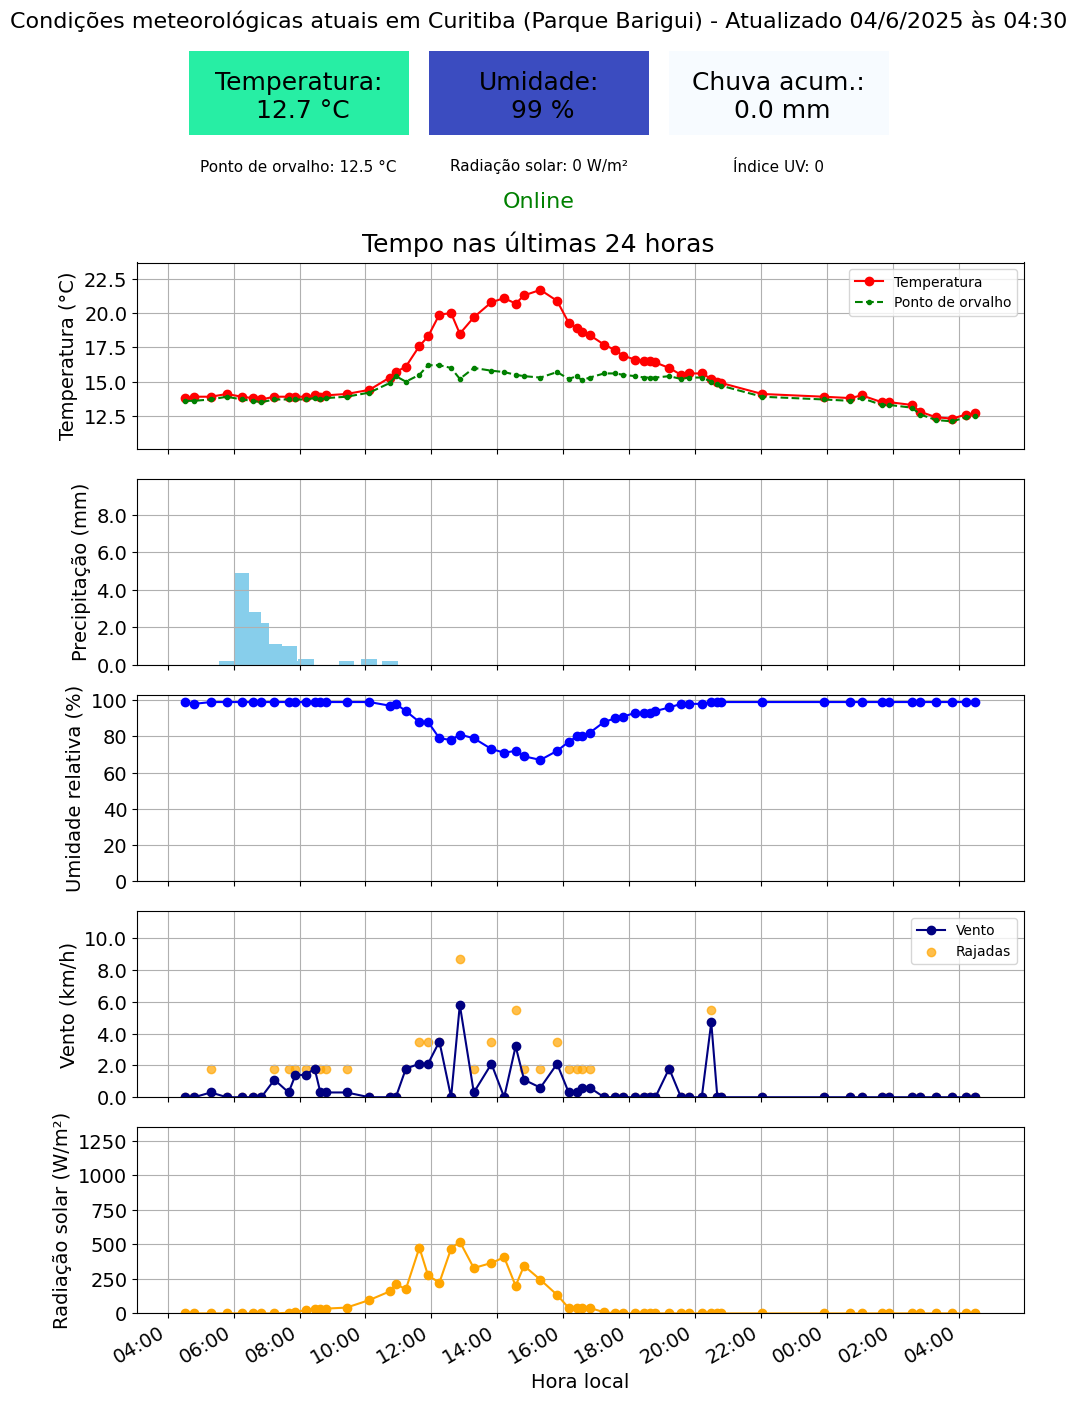 Condições meteorológicas atuais em Curitiba (Parque Barigui) - Atualizado 04/6/2025 às 04:30
Temperatura:
12.7 °C
Umidade:
99 %
Chuva acum.:
0.0 mm
Ponto de orvalho: 12.5 °C
Radiação solar: 0 W/m²
Índice UV: 0
Online
Tempo nas últimas 24 horas
Temperatura (°C)
22.5
20.0
17.5
15.0
12.5
Temperatura
Ponto de orvalho
Precipitação (mm)
8.0
6.0
4.0
2.0
0.0
Umidade relativa (%)
100
80
60
40
20
0
Vento (km/h)
10.0
8.0
6.0
4.0
2.0
0.0
Vento
Rajadas
Radiação solar (W/m²)
1250
1000
750
500
250
0
04:00
06:00
08:00
10:00
12:00
14:00
16:00
18:00
20:00
22:00
00:00
02:00
04:00
Hora local